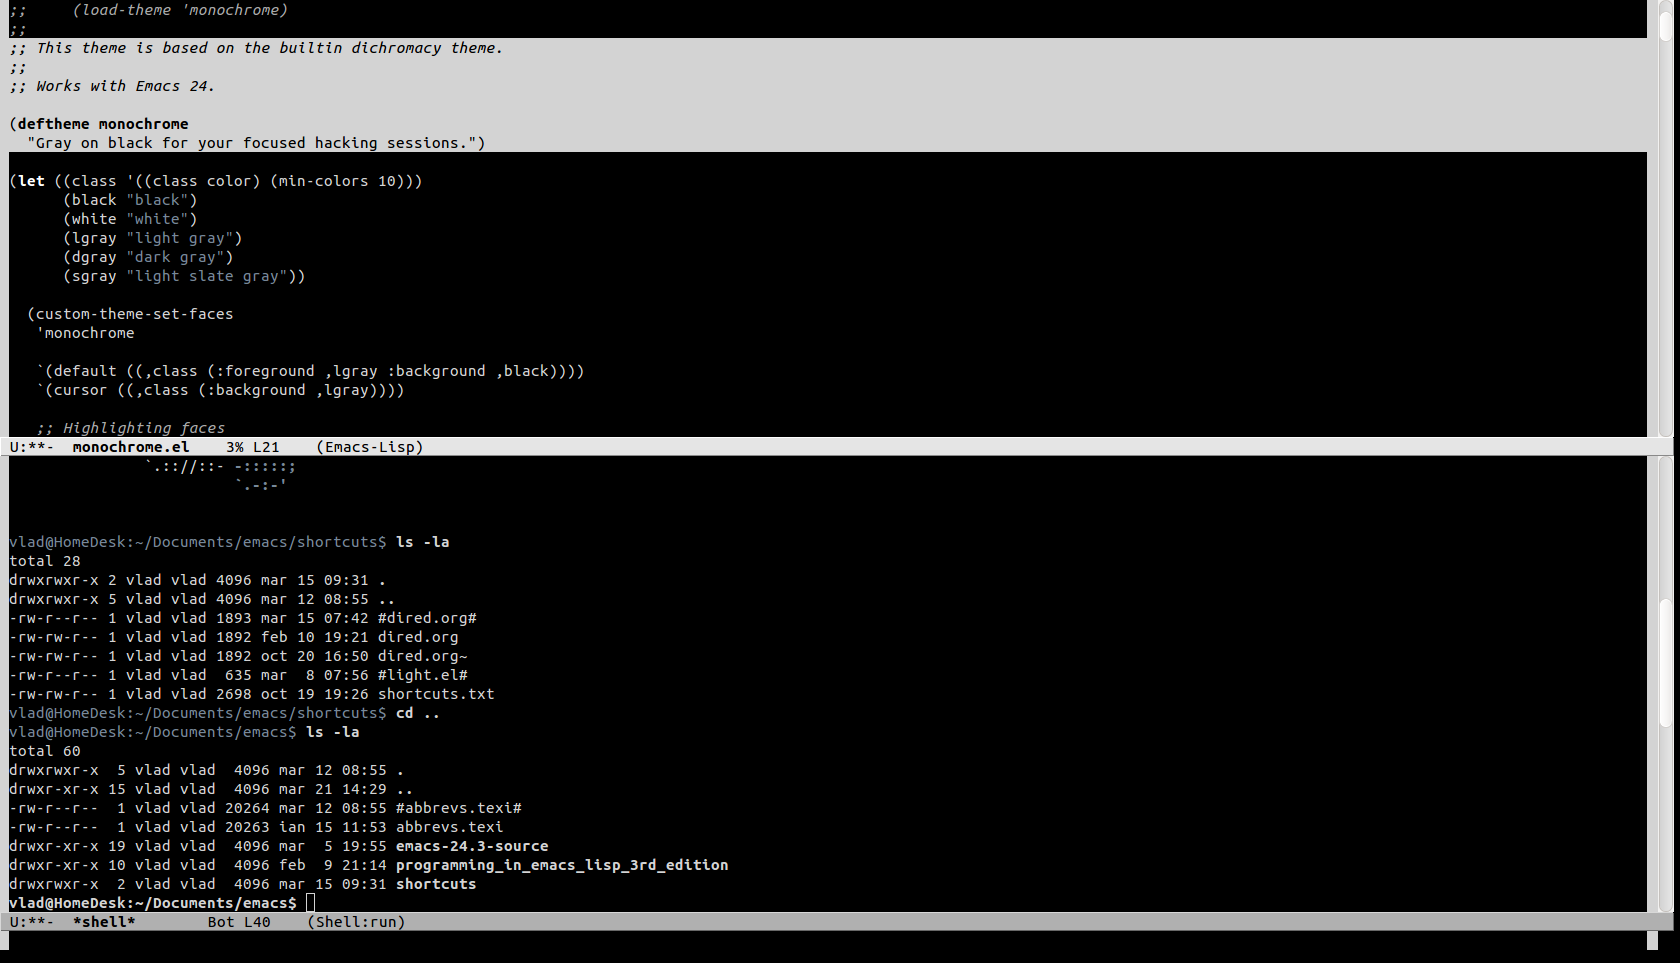 ;;     (load-theme 'monochrome)
;;
;; This theme is based on the builtin dichromacy theme.
;;
;; Works with Emacs 24.

(deftheme monochrome
  "Gray on black for your focused hacking sessions.")

(let ((class '((class color) (min-colors 10)))
      (black "black")
      (white "white")
      (lgray "light gray")
      (dgray "dark gray")
      (sgray "light slate gray"))

  (custom-theme-set-faces
   'monochrome

   `(default ((,class (:foreground ,lgray :background ,black))))
   `(cursor ((,class (:background ,lgray))))

   ;; Highlighting faces
U:**-  monochrome.el    3% L21    (Emacs-Lisp)
               `.:://::- -:::::;
                         `.-:-'

vlad@HomeDesk:~/Documents/emacs/shortcuts$ ls -la
total 28
drwxrwxr-x 2 vlad vlad 4096 mar 15 09:31 .
drwxrwxr-x 5 vlad vlad 4096 mar 12 08:55 ..
-rw-r--r-- 1 vlad vlad 1893 mar 15 07:42 #dired.org#
-rw-rw-r-- 1 vlad vlad 1892 feb 10 19:21 dired.org
-rw-rw-r-- 1 vlad vlad 1892 oct 20 16:50 dired.org~
-rw-r--r-- 1 vlad vlad  635 mar  8 07:56 #light.el#
-rw-rw-r-- 1 vlad vlad 2698 oct 19 19:26 shortcuts.txt
vlad@HomeDesk:~/Documents/emacs/shortcuts$ cd ..
vlad@HomeDesk:~/Documents/emacs$ ls -la
total 60
drwxrwxr-x  5 vlad vlad  4096 mar 12 08:55 .
drwxr-xr-x 15 vlad vlad  4096 mar 21 14:29 ..
-rw-r--r--  1 vlad vlad 20264 mar 12 08:55 #abbrevs.texi#
-rw-r--r--  1 vlad vlad 20263 ian 15 11:53 abbrevs.texi
drwxr-xr-x 19 vlad vlad  4096 mar  5 19:55 emacs-24.3-source
drwxr-xr-x 10 vlad vlad  4096 feb  9 21:14 programming_in_emacs_lisp_3rd_edition
drwxrwxr-x  2 vlad vlad  4096 mar 15 09:31 shortcuts
vlad@HomeDesk:~/Documents/emacs$
U:**-  *shell*        Bot L40    (Shell:run)